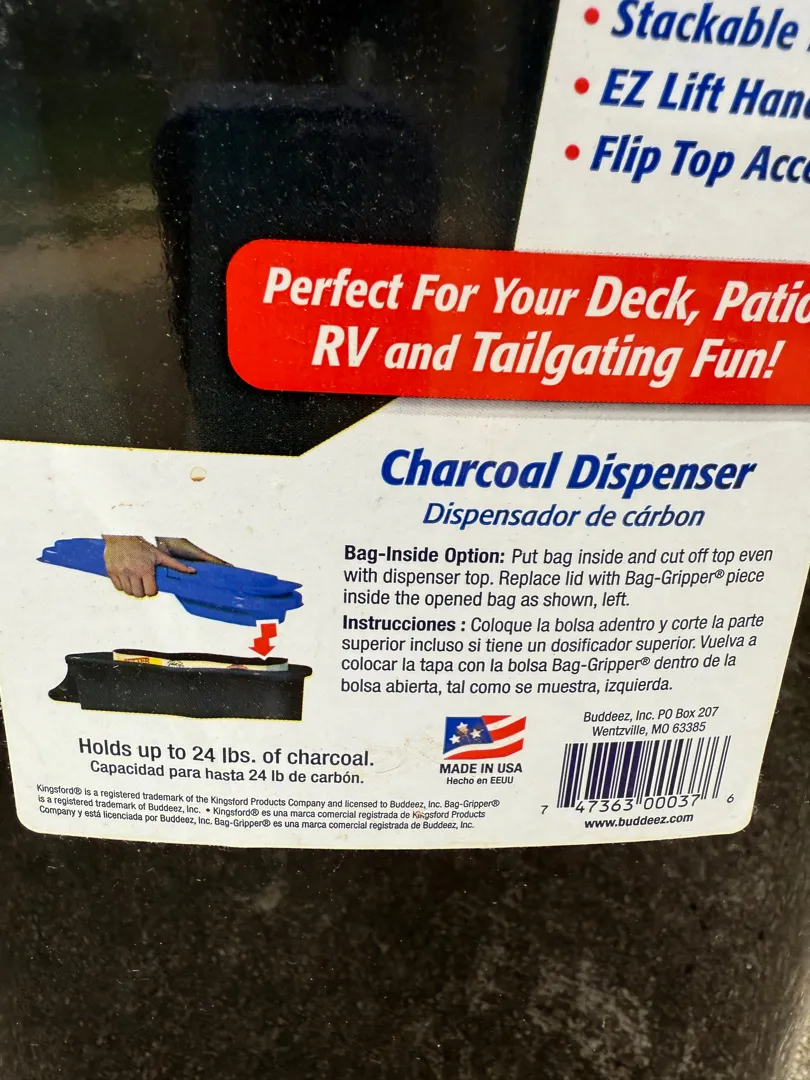 • Stackable
• EZ Lift
• Flip Top
Perfect For Your Deck,
RV and Tailgating Fun!
Charcoal Dispenser
Dispensador de cárbon
Bag-Inside Option: Put bag inside and cut off top even
with dispenser top. Replace lid with Bag-Gripper® piece
inside the opened bag as shown, left.
Instrucciones : Coloque la bolsa adentro y corte la parte
superior incluso si tiene un dosificador superior. Vuelva a
colocar la tapa con la bolsa Bag-Gripper® dentro de la
bolsa abierta, tal como se muestra, izquierda.
Holds up to 24 lbs. of charcoal.
Capacidad para hasta 24 lb de carbón.
MADE IN USA
Hecho en EEUU
Buddeez, Inc. PO Box 207
Wentzville, MO 63385
7 47363 00037 6
www.buddeez.com
Kingsford® is a registered trademark of the Kingsford Products Company and licensed to Buddeez, Inc. Bag-Gripper®
is a registered trademark of Buddeez, Inc. • Kingsford® es una marca comercial registrada de Kingsford Products
Company y está licenciada por Buddeez, Inc. Bag-Gripper® es una marca comercial registrada de Buddeez, Inc.